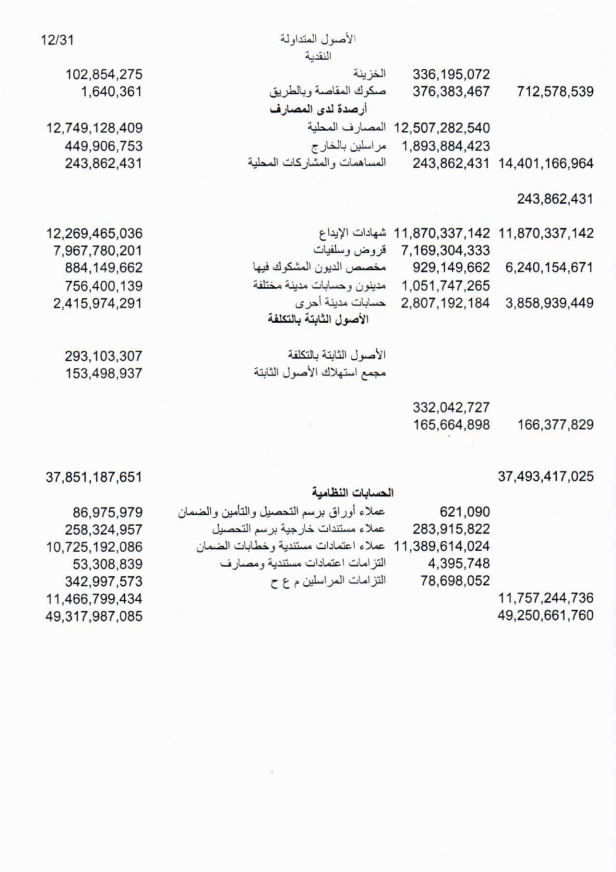 الأصول المتداولة 12/31
النقدية
712,578,539 336,195,072 الخزينة 102,854,275
376,383,467 صكوك المقاصة وبالطريق 1,640,361
أرصدة لدى المصارف
12,507,282,540 المصارف المحلية 12,749,128,409
1,893,884,423 مراسلين بالخارج 449,906,753
14,401,166,964 243,862,431 المساهمات والمشاركات المحلية 243,862,431
243,862,431
11,870,337,142 11,870,337,142 شهادات الإيداع 12,269,465,036
7,169,304,333 قروض وسلفيات 7,967,780,201
6,240,154,671 929,149,662 مخصص الديون المشكوك فيها 884,149,662
1,051,747,265 مدينون وحسابات مدينة مختلفة 756,400,139
3,858,939,449 2,807,192,184 حسابات مدينة أخرى 2,415,974,291
الأصول الثابتة بالتكلفة
الأصول الثابتة بالتكلفة 293,103,307
مجمع استهلاك الأصول الثابتة 153,498,937
332,042,727
166,377,829 165,664,898
37,493,417,025 37,851,187,651
الحسابات النظامية
621,090 عملاء أوراق برسم التحصيل والتأمين والضمان 86,975,979
283,915,822 عملاء مستندات خارجية برسم التحصيل 258,324,957
11,389,614,024 عملاء اعتمادات مستندية وخطابات الضمان 10,725,192,086
4,395,748 التزامات اعتمادات مستندية ومصارف 53,308,839
78,698,052 التزامات المراسلين م ع ح 342,997,573
11,757,244,736 11,466,799,434
49,250,661,760 49,317,987,085